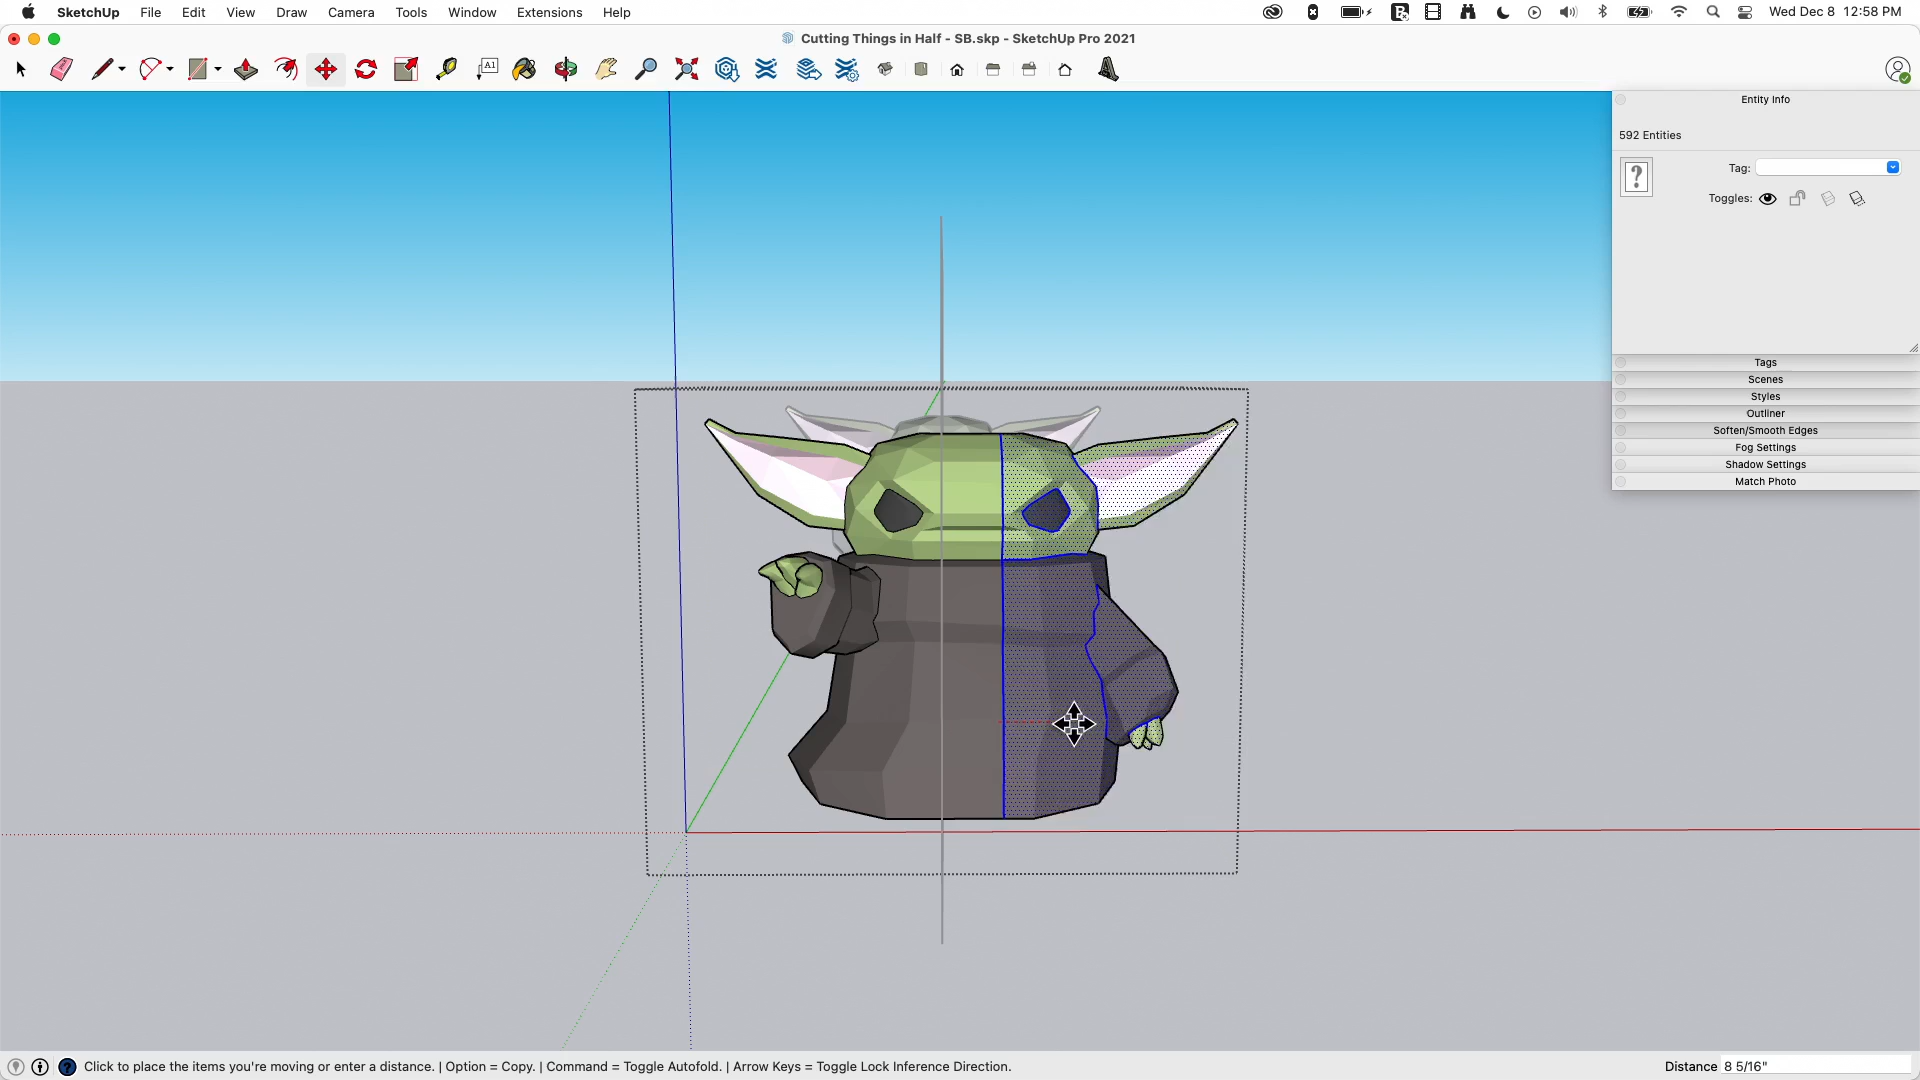 SketchUp File Edit View Draw Camera Tools Window Extensions Help Wed Dec 8 12:58 PM
Cutting Things in Half - SB.skp - SketchUp Pro 2021
A1
Entity Info
592 Entities
?
Tag:
Toggles:
Tags
Scenes
Styles
Outliner
Soften/Smooth Edges
Fog Settings
Shadow Settings
Match Photo
Click to place the items you're moving or enter a distance. | Option = Copy. | Command = Toggle Autofold. | Arrow Keys = Toggle Lock Inference Direction.
Distance 8 5/16"